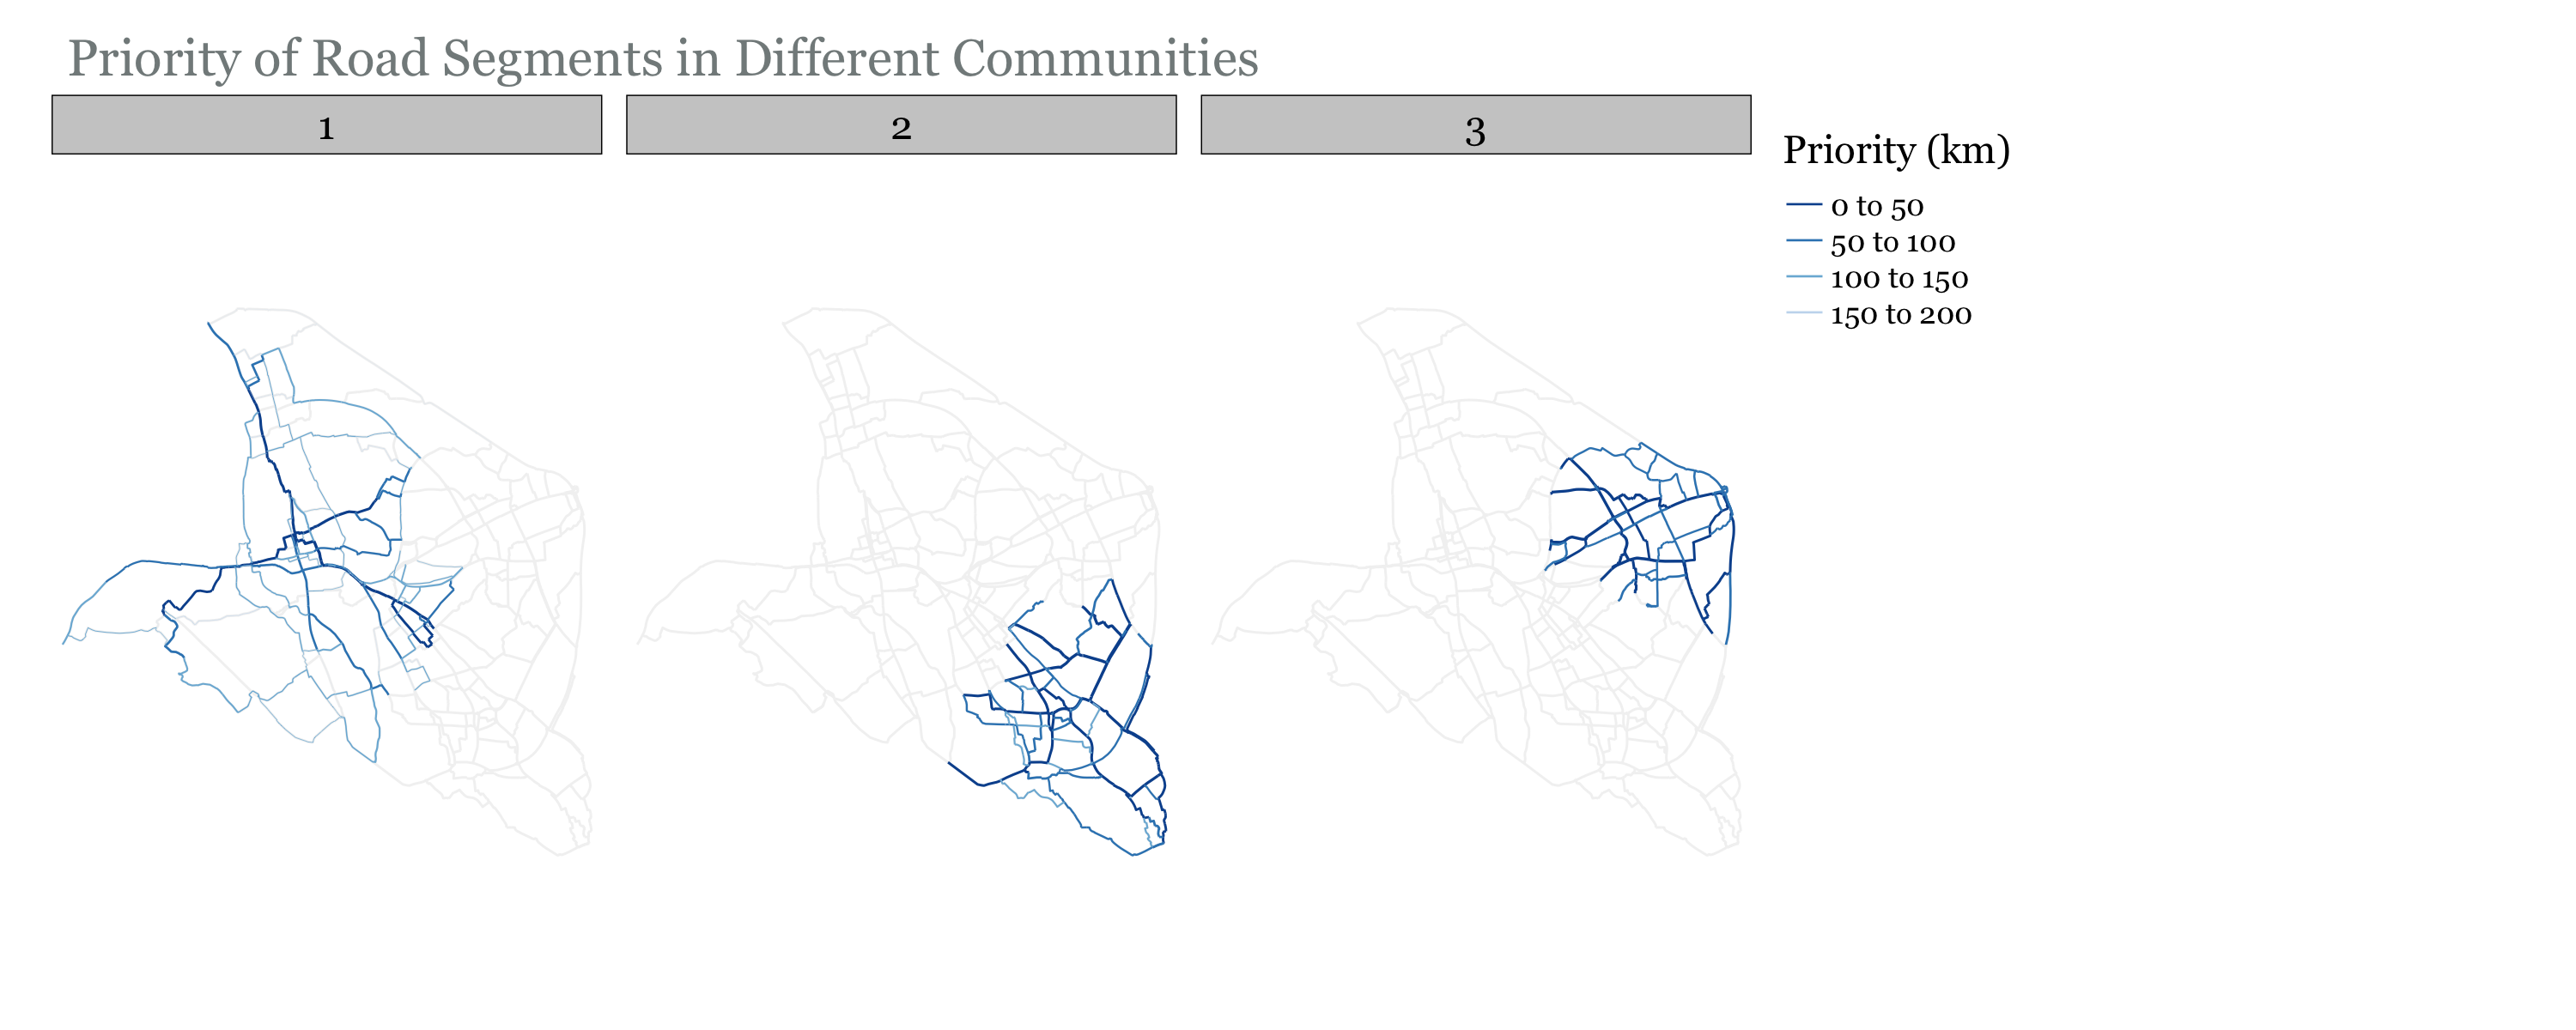 Priority of Road Segments in Different Communities
1
2
3
Priority (km)
0 to 50
50 to 100
100 to 150
150 to 200